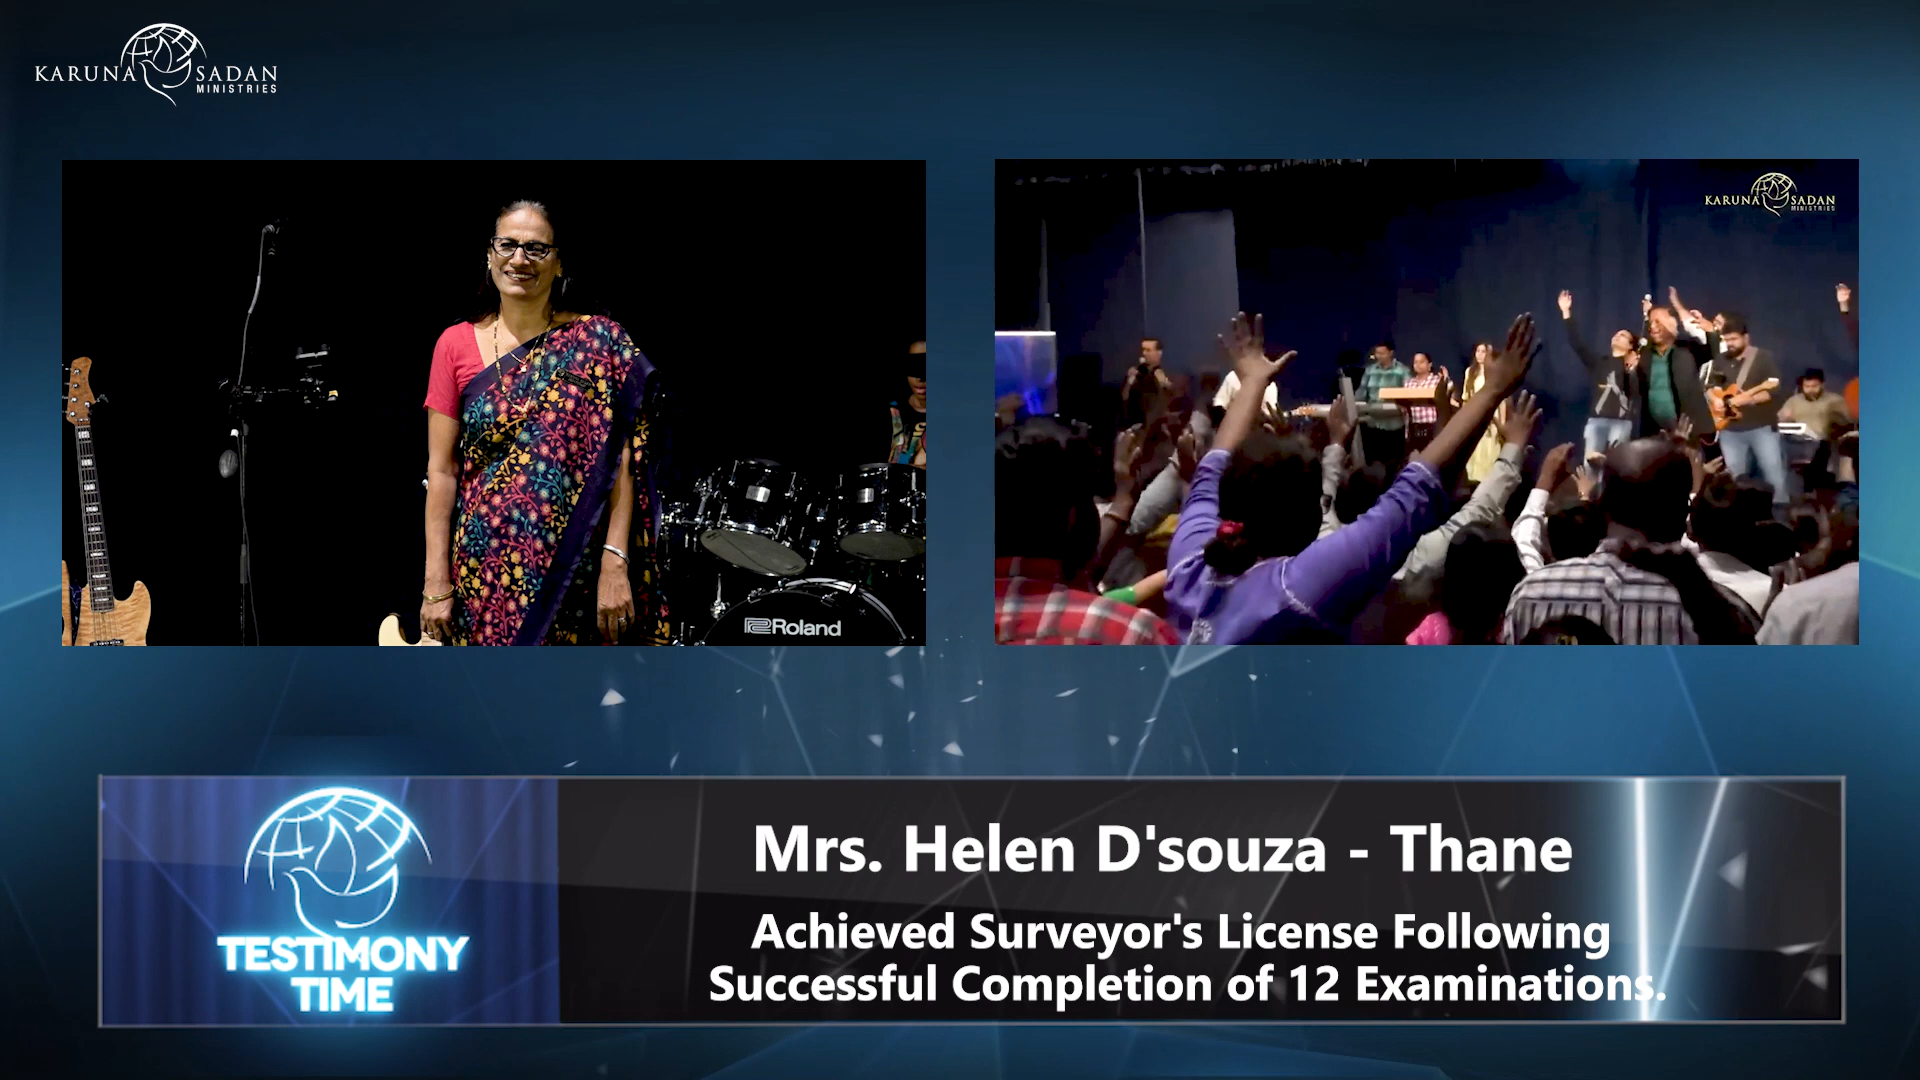 KARUNA SADAN
MINISTRIES
KARUNA SADAN
MINISTRIES
Roland
TESTIMONY
TIME
Mrs. Helen D'souza - Thane
Achieved Surveyor's License Following
Successful Completion of 12 Examinations.